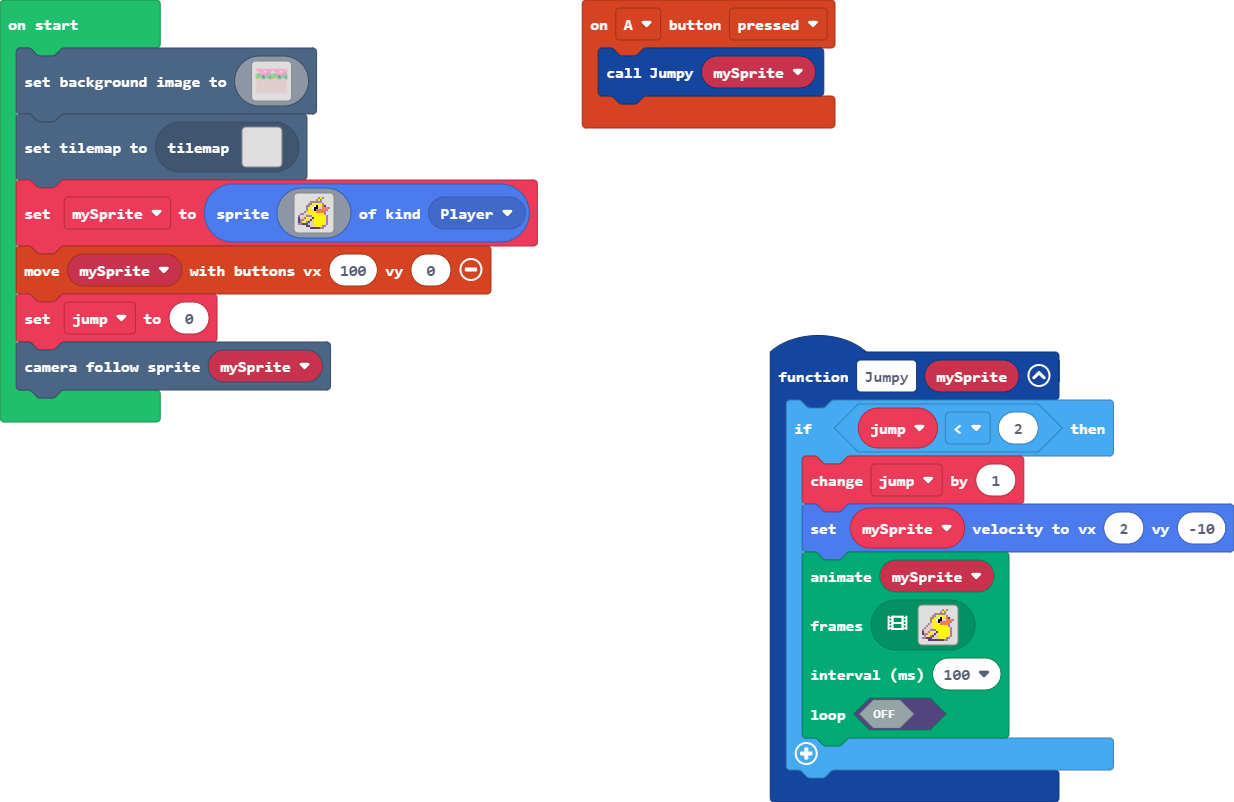 on start
set background image to
set tilemap to tilemap
set mySprite to sprite of kind Player
move mySprite with buttons vx 100 vy 0
set jump to 0
camera follow sprite mySprite
on A button pressed
call Jumpy mySprite
function Jumpy mySprite
if jump < 2 then
change jump by 1
set mySprite velocity to vx 2 vy -10
animate mySprite
frames
interval (ms) 100
loop OFF